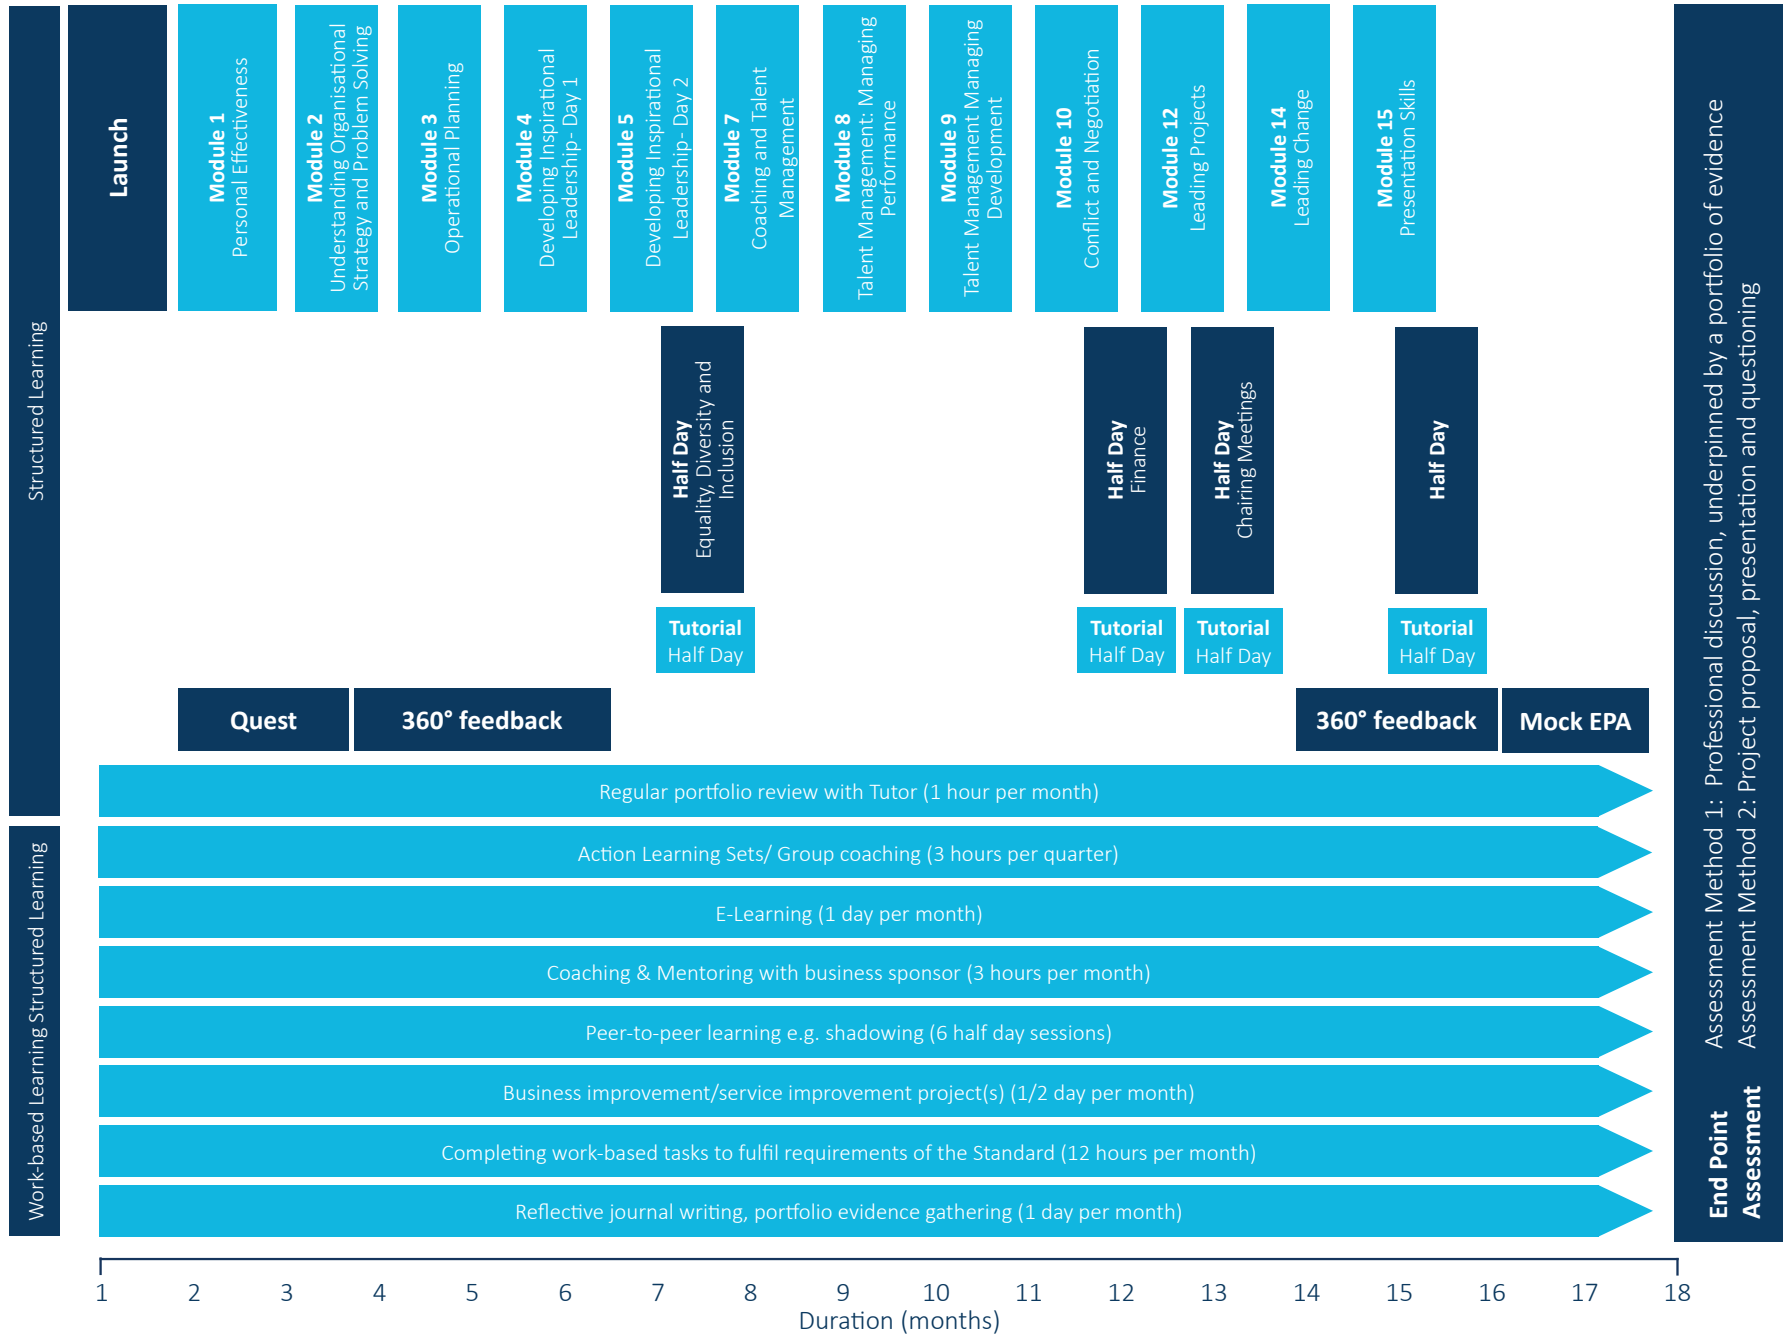 Structured Learning
Work-based Learning Structured Learning
Launch
Module 1
Personal Effectiveness
Module 2
Understanding Organisational
Strategy and Problem Solving
Module 3
Operational Planning
Module 4
Developing Inspirational
Leadership- Day 1
Module 5
Developing Inspirational
Leadership- Day 2
Module 7
Coaching and Talent
Management
Module 8
Talent Management: Managing
Performance
Module 9
Talent Management Managing
Development
Module 10
Conflict and Negotiation
Module 12
Leading Projects
Module 14
Leading Change
Module 15
Presentation Skills
Half Day
Equality, Diversity and
Inclusion
Half Day
Finance
Half Day
Chairing Meetings
Half Day
Tutorial
Half Day
Tutorial
Half Day
Tutorial
Half Day
Tutorial
Half Day
Quest
360° feedback
360° feedback
Mock EPA
Regular portfolio review with Tutor (1 hour per month)
Action Learning Sets/ Group coaching (3 hours per quarter)
E-Learning (1 day per month)
Coaching & Mentoring with business sponsor (3 hours per month)
Peer-to-peer learning e.g. shadowing (6 half day sessions)
Business improvement/service improvement project(s) (1/2 day per month)
Completing work-based tasks to fulfil requirements of the Standard (12 hours per month)
Reflective journal writing, portfolio evidence gathering (1 day per month)
End Point
Assessment
Assessment Method 1: Professional discussion, underpinned by a portfolio of evidence
Assessment Method 2: Project proposal, presentation and questioning
1 2 3 4 5 6 7 8 9 10 11 12 13 14 15 16 17 18
Duration (months)